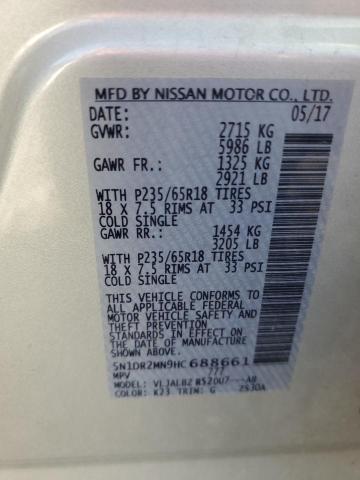 MFD BY NISSAN MOTOR CO., LTD.
DATE: 05/17
GVWR: 2715 KG
5986 LB
GAWR FR.: 1325 KG
2921 LB
WITH P235/65R18 TIRES
18 X 7.5 RIMS AT 33 PSI
COLD SINGLE
GAWR RR.: 1454 KG
3205 LB
WITH P235/65R18 TIRES
18 X 7.5 RIMS AT 33 PSI
COLD SINGLE
THIS VEHICLE CONFORMS TO
ALL APPLICABLE FEDERAL
MOTOR VEHICLE SAFETY AND
THEFT PREVENTION
STANDARDS IN EFFECT ON
THE DATE OF MANUFACTURE
SHOWN ABOVE.
5N1DR2MN9HC688661
MPV 777
MODEL:
COLOR: K23 TRIM: G